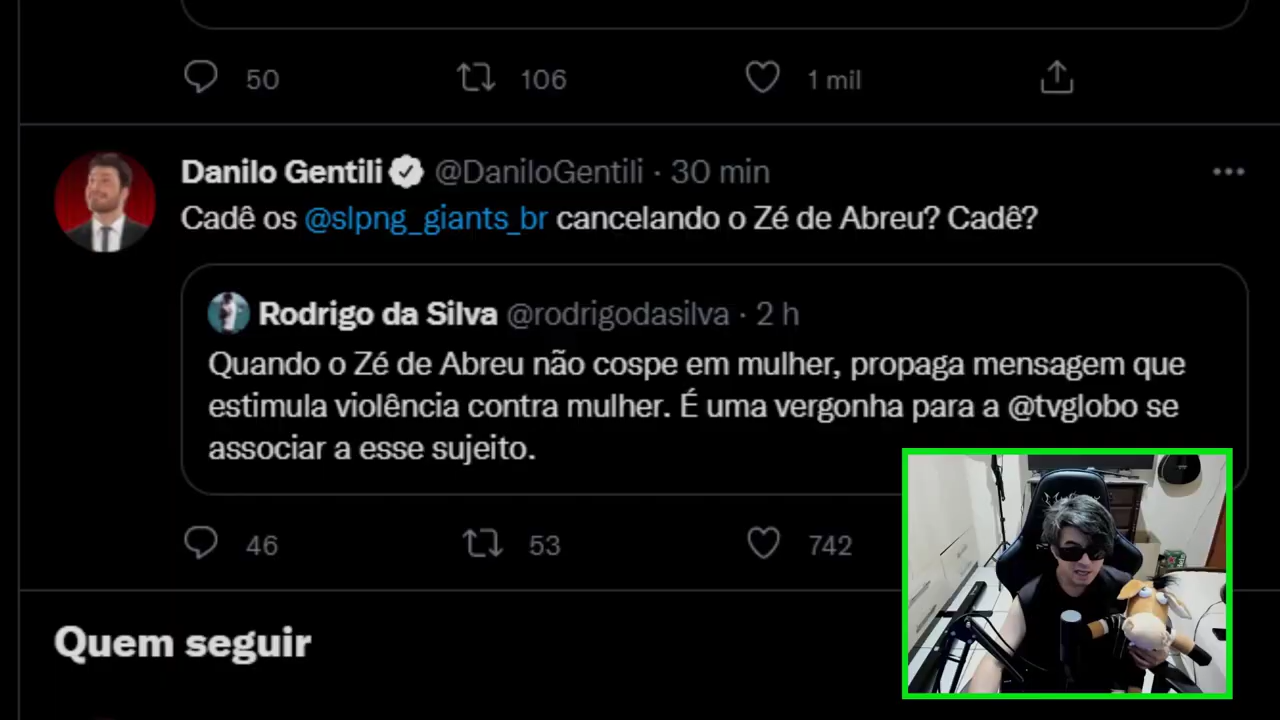 50 106 1 mil
Danilo Gentili @DaniloGentili · 30 min
Cadê os @slpng_giants_br cancelando o Zé de Abreu? Cadê?
Rodrigo da Silva @rodrigodasilva · 2 h
Quando o Zé de Abreu não cospe em mulher, propaga mensagem que
estimula violência contra mulher. É uma vergonha para a @tvglobo se
associar a esse sujeito.
46 53 742
Quem seguir